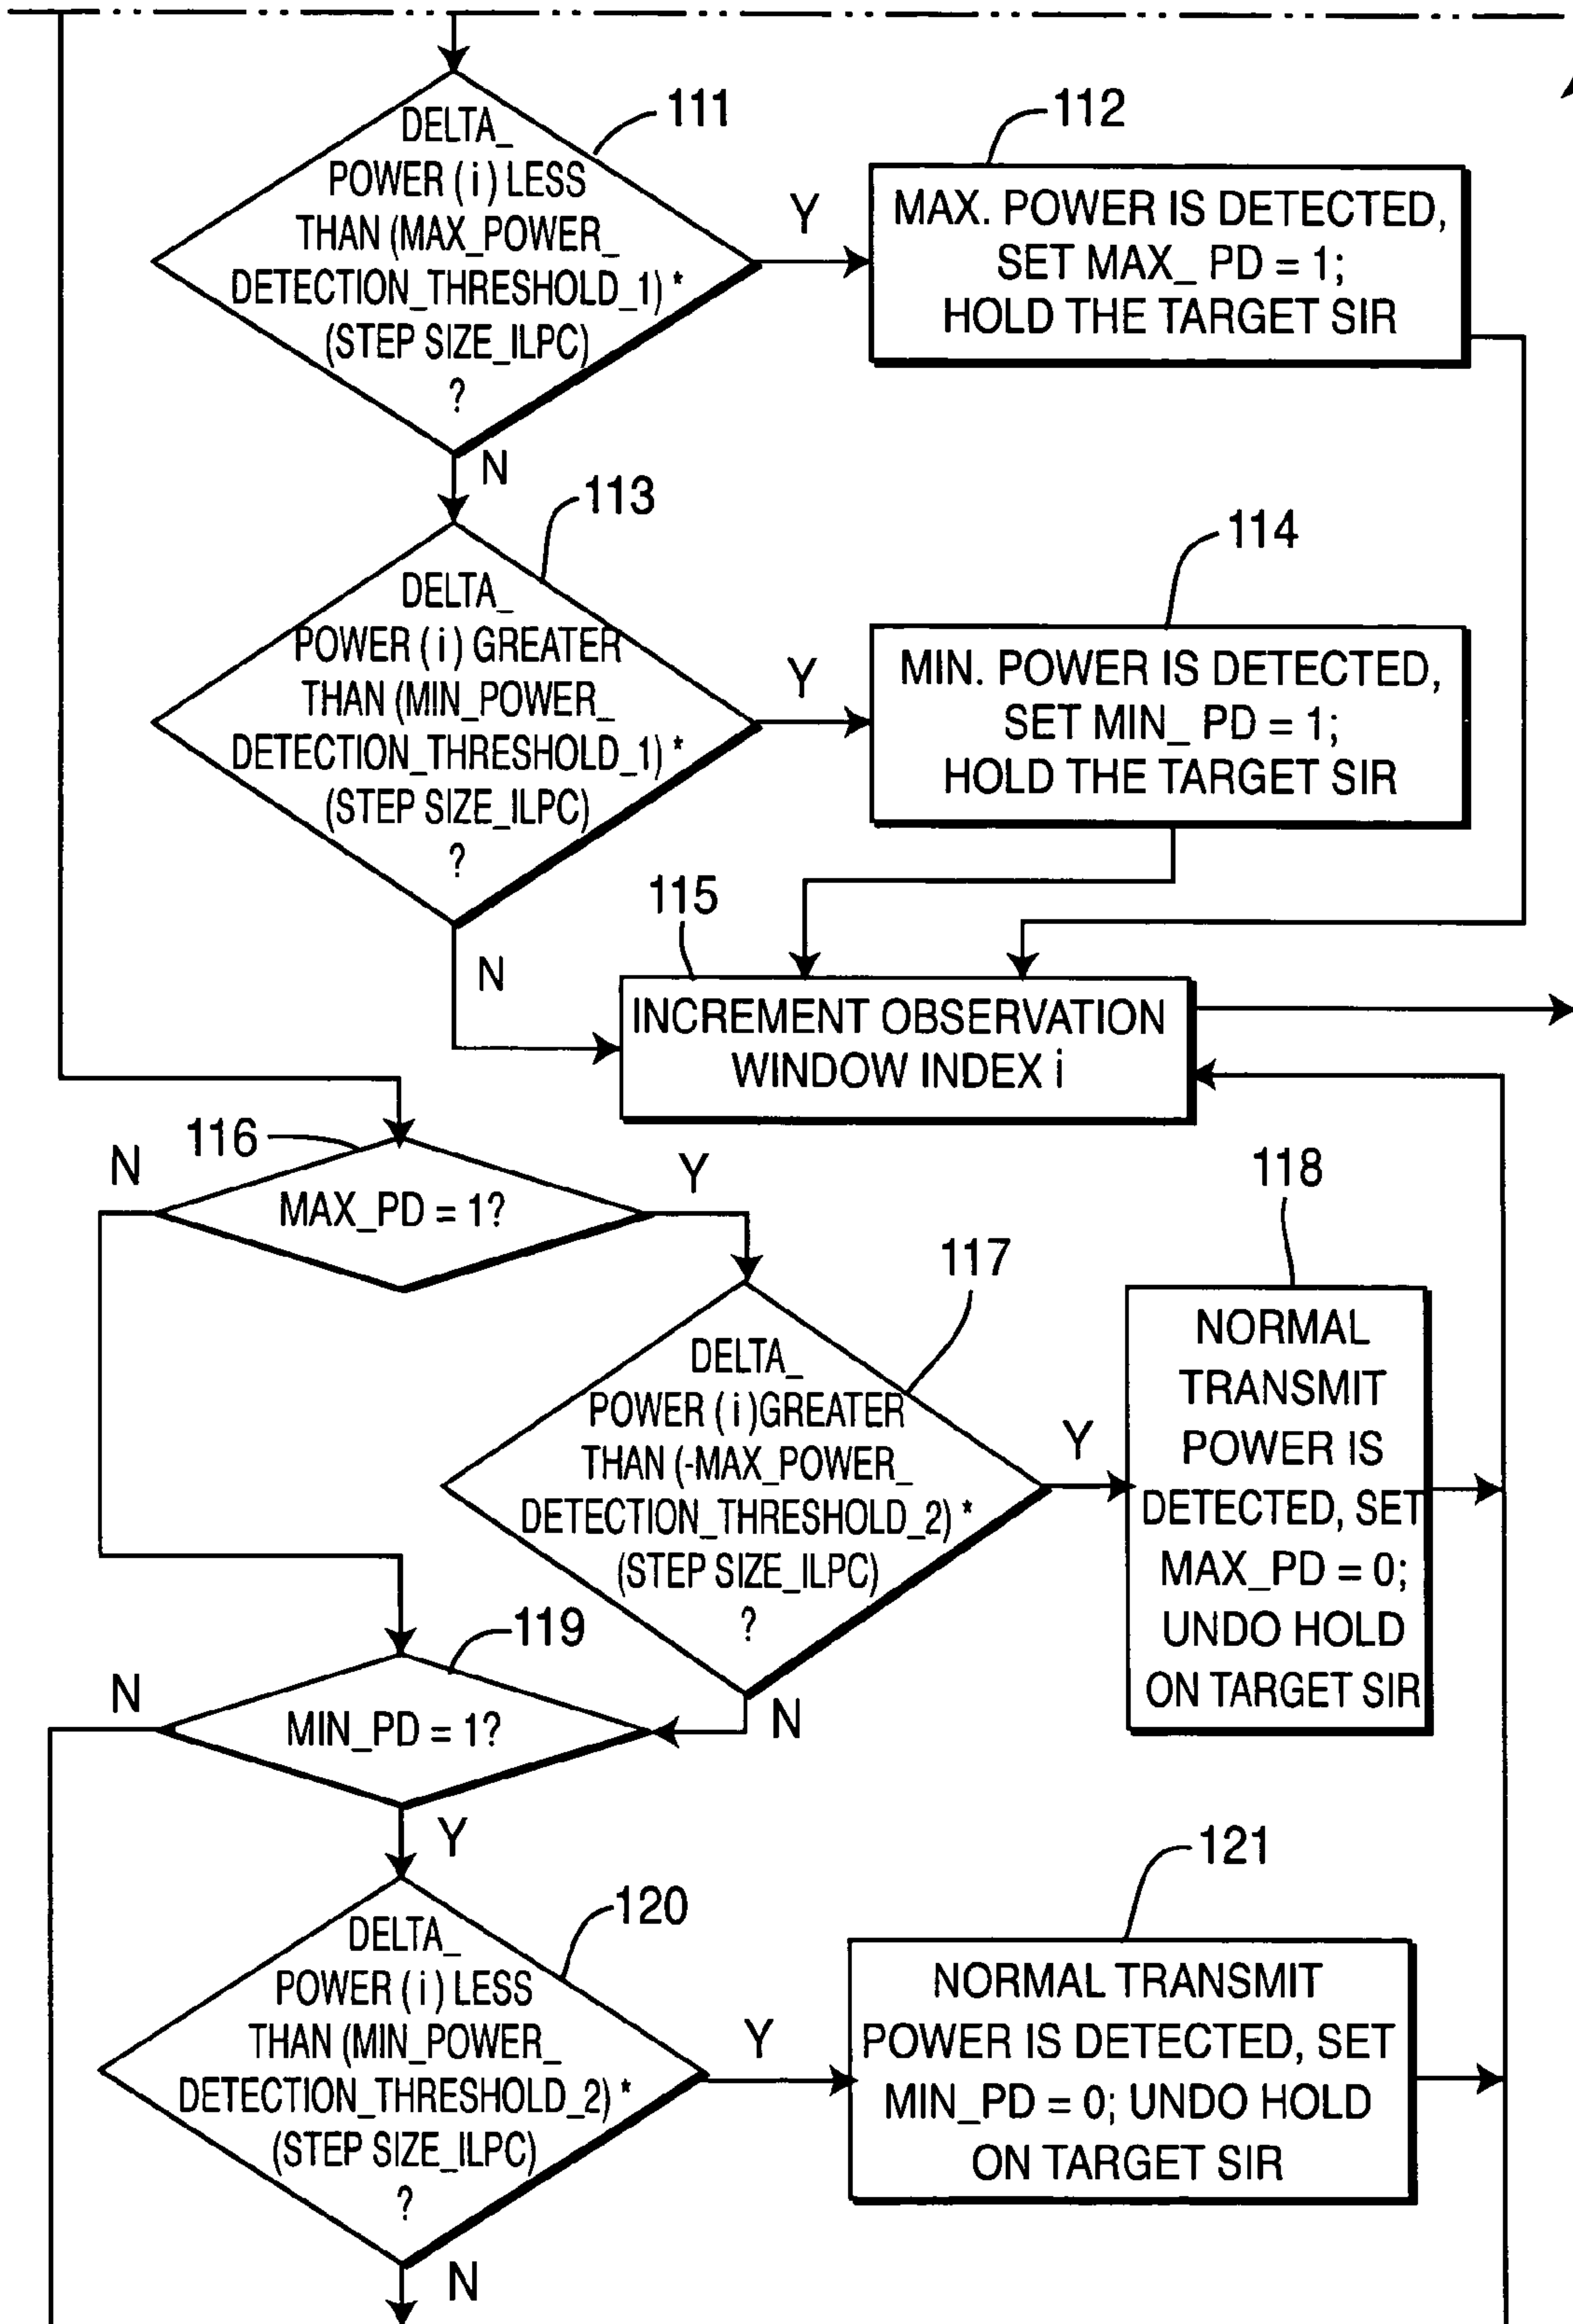 111
DELTA_
POWER (i) LESS
THAN (MAX_POWER_
DETECTION_THRESHOLD_1) *
(STEP SIZE_ILPC)
?
Y
N
112
MAX. POWER IS DETECTED,
SET MAX_ PD = 1;
HOLD THE TARGET SIR
113
DELTA_
POWER (i) GREATER
THAN (MIN_POWER_
DETECTION_THRESHOLD_1) *
(STEP SIZE_ILPC)
?
Y
N
114
MIN. POWER IS DETECTED,
SET MIN_ PD = 1;
HOLD THE TARGET SIR
115
INCREMENT OBSERVATION
WINDOW INDEX i
116
N
Y
MAX_PD = 1?
117
DELTA_
POWER (i)GREATER
THAN (-MAX_POWER_
DETECTION_THRESHOLD_2) *
(STEP SIZE_ILPC)
?
Y
N
118
NORMAL
TRANSMIT
POWER IS
DETECTED, SET
MAX_PD = 0;
UNDO HOLD
ON TARGET SIR
119
N
MIN_PD = 1?
Y
120
DELTA_
POWER (i) LESS
THAN (MIN_POWER_
DETECTION_THRESHOLD_2) *
(STEP SIZE_ILPC)
?
Y
N
121
NORMAL TRANSMIT
POWER IS DETECTED, SET
MIN_PD = 0; UNDO HOLD
ON TARGET SIR